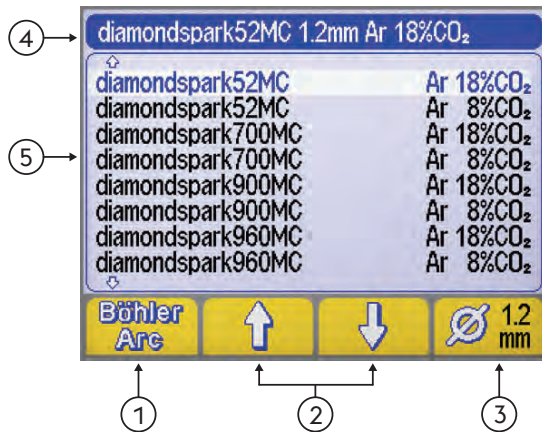 4
diamondspark52MC 1.2mm Ar 18%CO₂
5
diamondspark52MC Ar 18%CO₂
diamondspark52MC Ar 8%CO₂
diamondspark700MC Ar 18%CO₂
diamondspark700MC Ar 8%CO₂
diamondspark900MC Ar 18%CO₂
diamondspark900MC Ar 8%CO₂
diamondspark960MC Ar 18%CO₂
diamondspark960MC Ar 8%CO₂
Böhler
Arc
Ø 1.2
mm
1
2
3